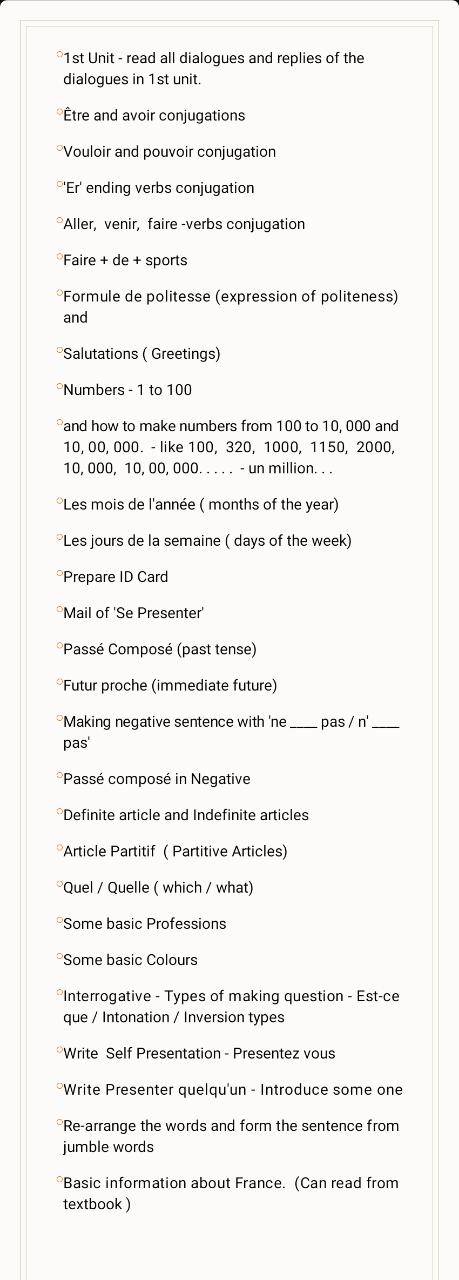 1st Unit - read all dialogues and replies of the
dialogues in 1st unit.
Être and avoir conjugations
Vouloir and pouvoir conjugation
'Er' ending verbs conjugation
Aller, venir, faire -verbs conjugation
Faire + de + sports
Formule de politesse (expression of politeness)
and
Salutations ( Greetings)
Numbers - 1 to 100
and how to make numbers from 100 to 10, 000 and
10, 00, 000. - like 100, 320, 1000, 1150, 2000,
10, 000, 10, 00, 000. . . . . - un million. . .
Les mois de l'année ( months of the year)
Les jours de la semaine ( days of the week)
Prepare ID Card
Mail of 'Se Presenter'
Passé Composé (past tense)
Futur proche (immediate future)
Making negative sentence with 'ne ____ pas / n' ____
pas'
Passé composé in Negative
Definite article and Indefinite articles
Article Partitif ( Partitive Articles)
Quel / Quelle ( which / what)
Some basic Professions
Some basic Colours
Interrogative - Types of making question - Est-ce
que / Intonation / Inversion types
Write Self Presentation - Presentez vous
Write Presenter quelqu'un - Introduce some one
Re-arrange the words and form the sentence from
jumble words
Basic information about France. (Can read from
textbook )